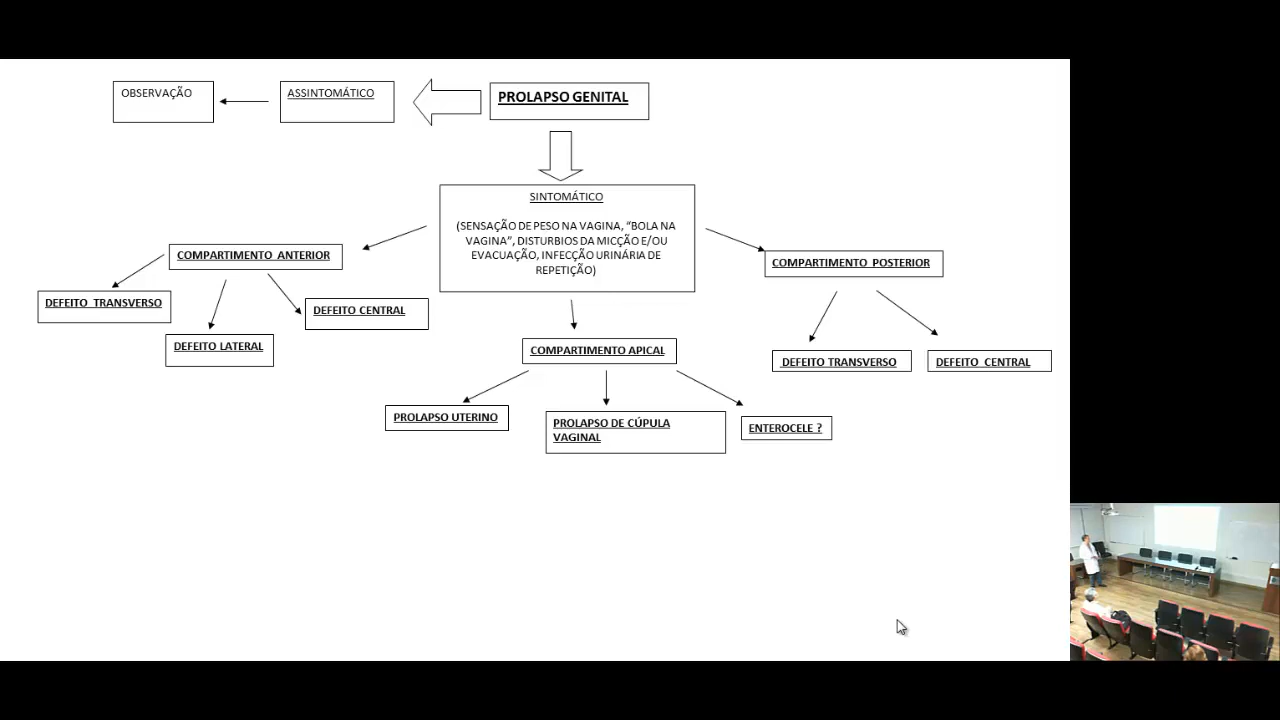 OBSERVAÇÃO
ASSINTOMÁTICO
PROLAPSO GENITAL
SINTOMÁTICO
(SENSAÇÃO DE PESO NA VAGINA, “BOLA NA
VAGINA”, DISTURBIOS DA MICÇÃO E/OU
EVACUAÇÃO, INFECÇÃO URINÁRIA DE
REPETIÇÃO)
COMPARTIMENTO ANTERIOR
COMPARTIMENTO POSTERIOR
DEFEITO TRANSVERSO
DEFEITO CENTRAL
DEFEITO LATERAL
COMPARTIMENTO APICAL
DEFEITO TRANSVERSO
DEFEITO CENTRAL
PROLAPSO UTERINO
PROLAPSO DE CÚPULA
VAGINAL
ENTEROCELE ?